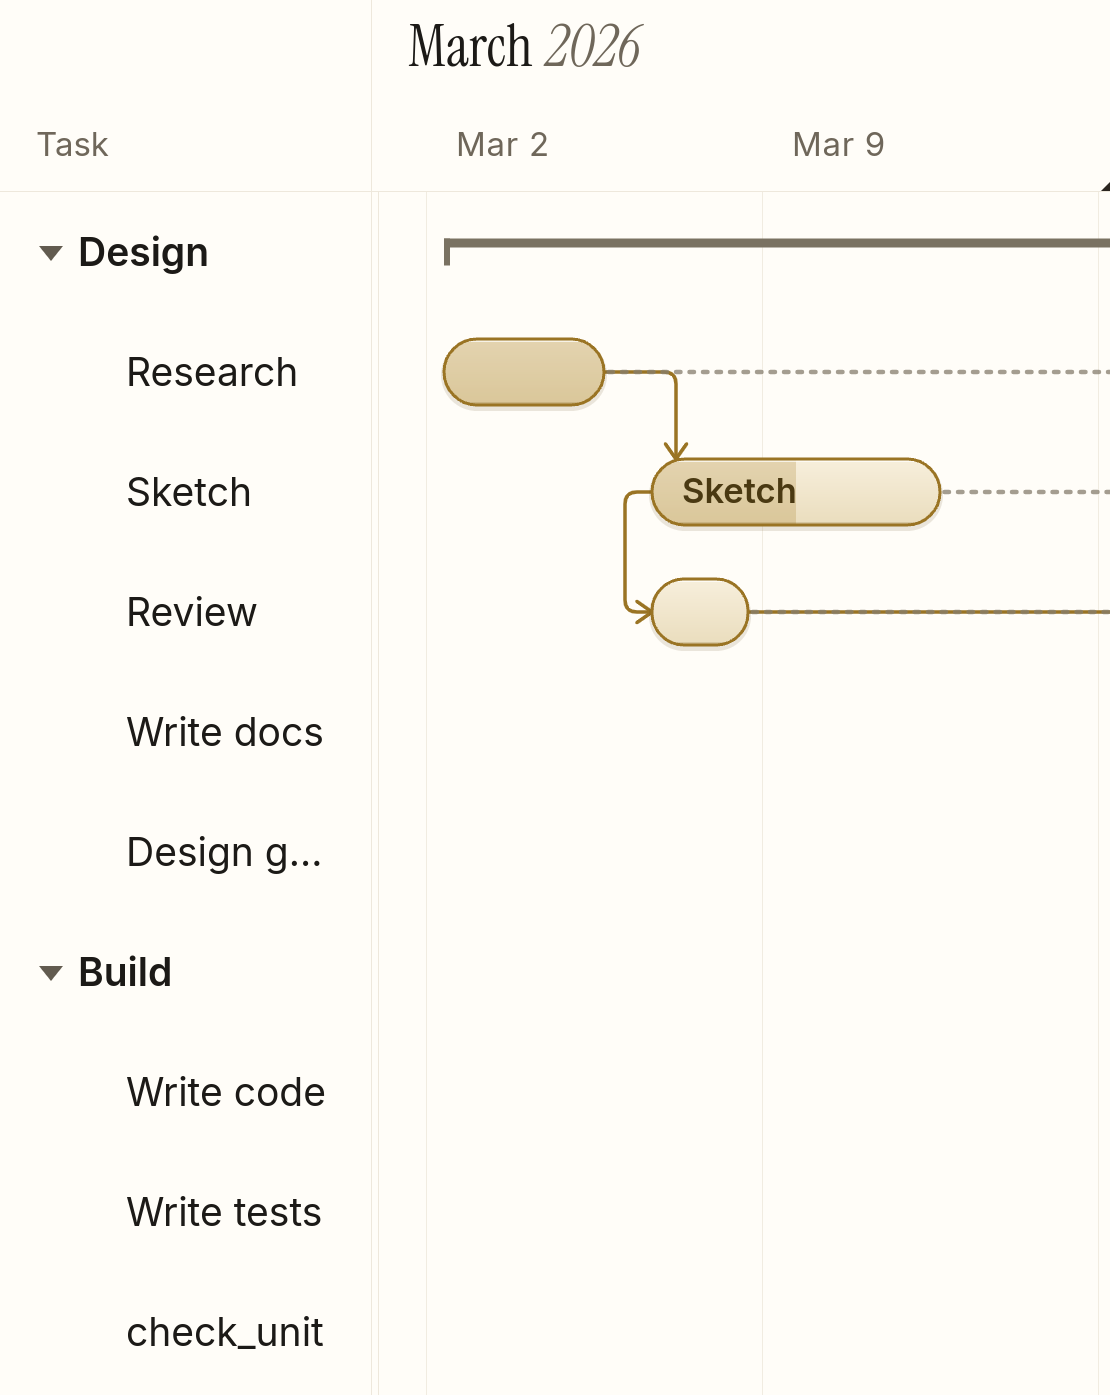 March 2026
Task
Mar 2
Mar 9
Design
Research
Sketch
Sketch
Review
Write docs
Design g...
Build
Write code
Write tests
check_unit